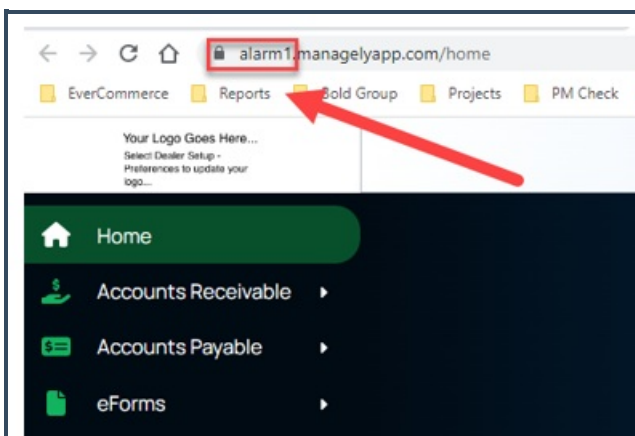 alarm1.managelyapp.com/home
EverCommerce Reports Bold Group Projects PM Check
Your Logo Goes Here...
Select Dealer Setup -
Preferences to update your
logo...
Home
Accounts Receivable
Accounts Payable
eForms